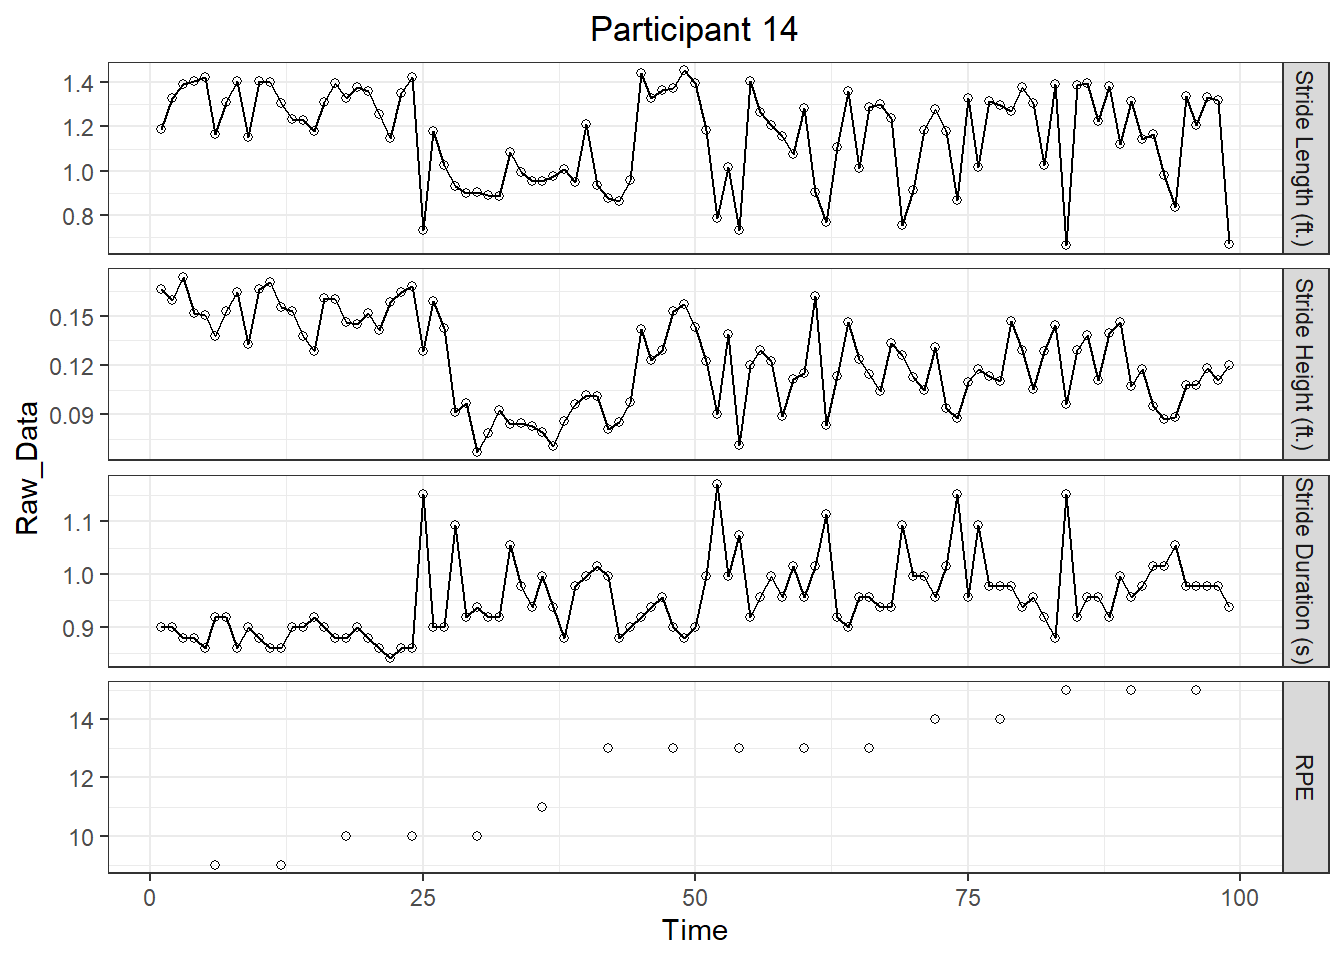 Participant 14
Raw_Data
1.4
1.2
1.0
0.8
Stride Length (ft.)
0.15
0.12
0.09
Stride Height (ft.)
1.1
1.0
0.9
Stride Duration (s)
14
12
10
RPE
0 25 50 75 100
Time